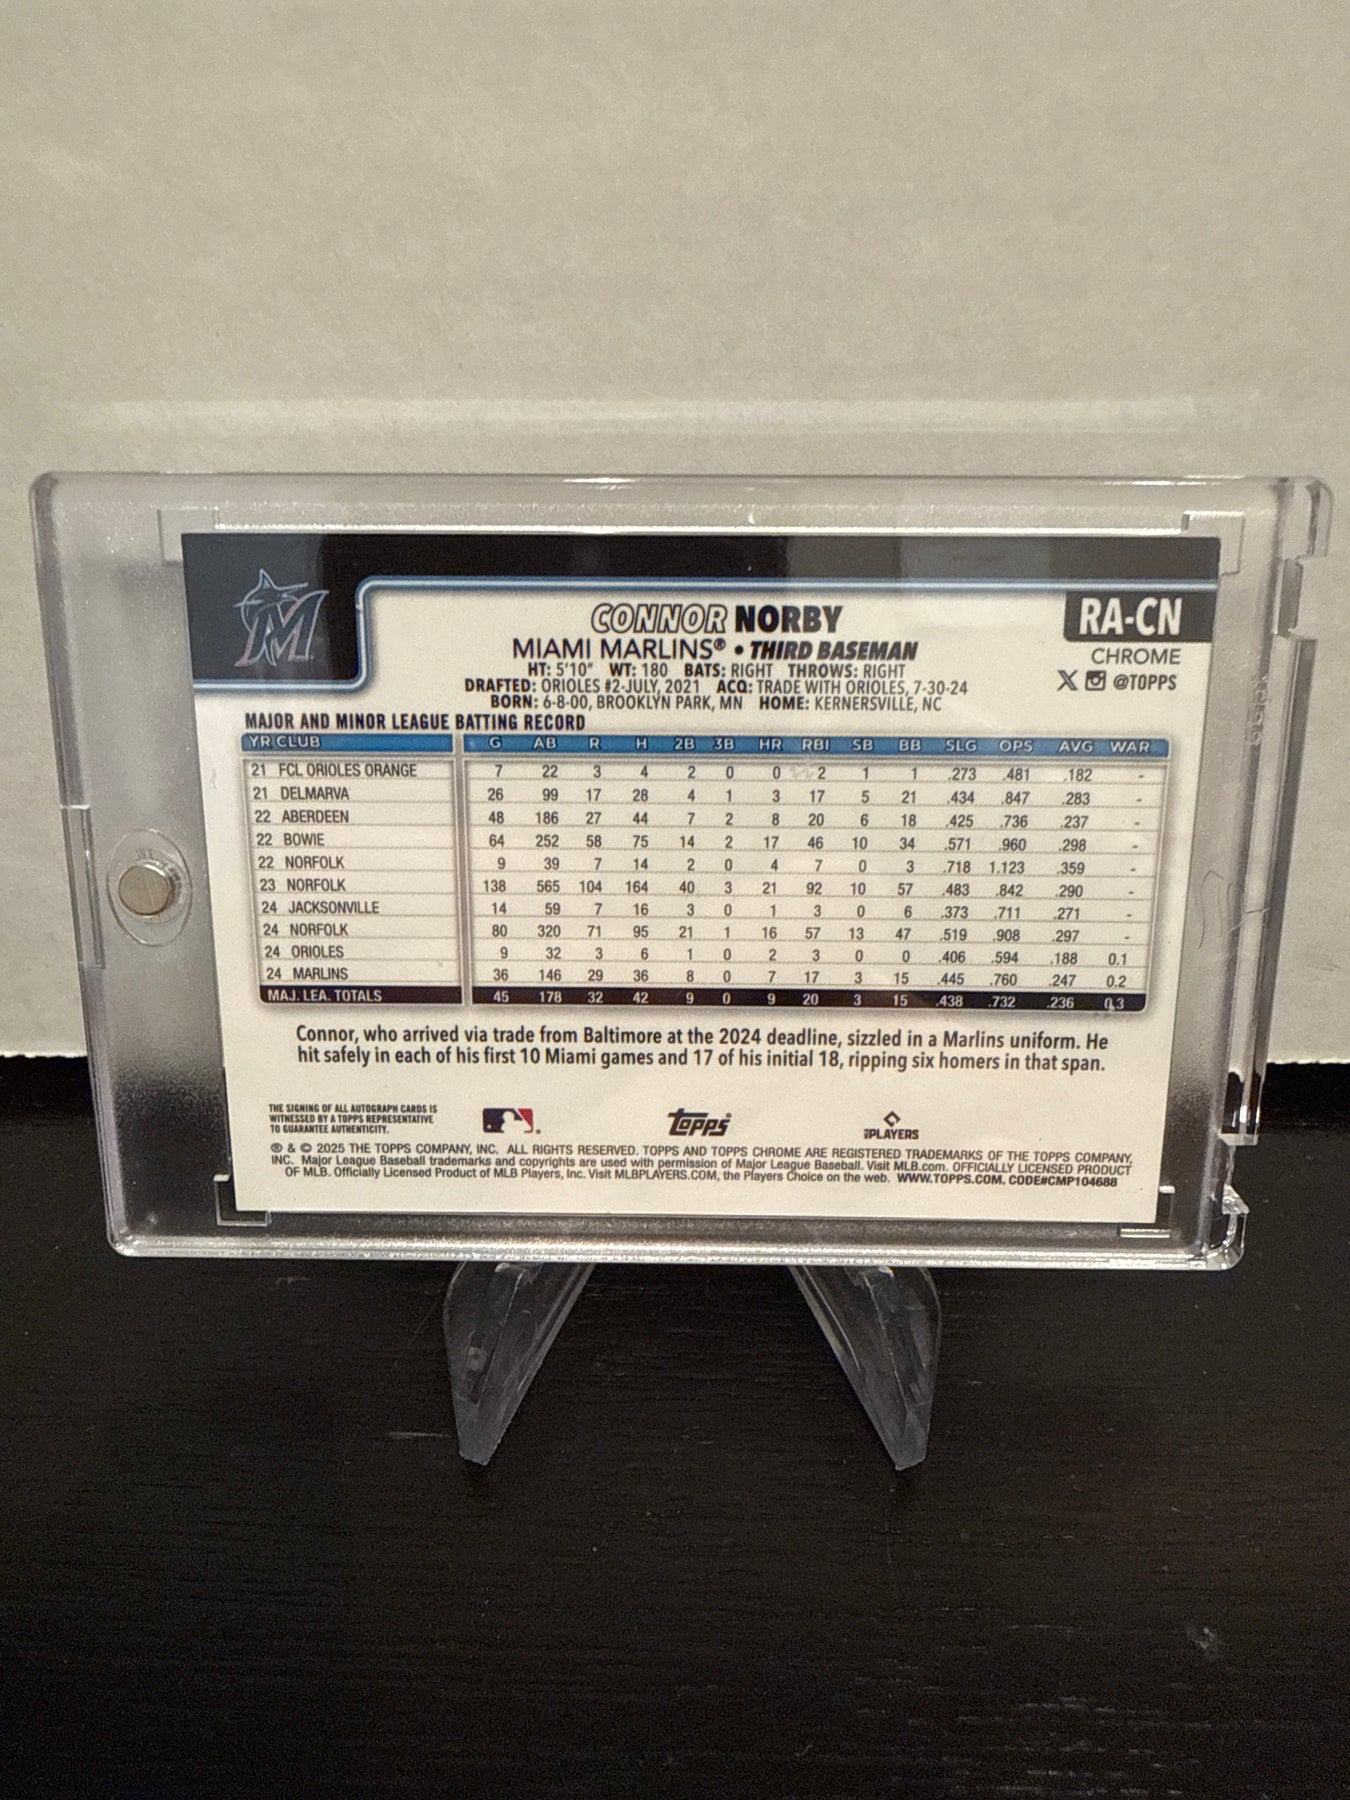 CONNOR NORBY
MIAMI MARLINS® • THIRD BASEMAN
HT: 5'10" WT: 180 BATS: RIGHT THROWS: RIGHT
DRAFTED: ORIOLES #2-JULY, 2021 ACQ: TRADE WITH ORIOLES, 7-30-24
BORN: 6-8-00, BROOKLYN PARK, MN HOME: KERNERSVILLE, NC
RA-CN
CHROME
X @TOPPS
M
MAJOR AND MINOR LEAGUE BATTING RECORD
YR CLUB G AB R H 2B 3B HR RBI SB BB SLG OPS AVG WAR
21 FCL ORIOLES ORANGE 7 22 3 4 2 0 0 2 1 1 .273 .481 .182 -
21 DELMARVA 26 99 17 28 4 1 3 17 5 21 .434 .847 .283 -
22 ABERDEEN 48 186 27 44 7 2 8 20 6 18 .425 .736 .237 -
22 BOWIE 64 252 58 75 14 2 17 46 10 34 .571 .960 .298 -
22 NORFOLK 9 39 7 14 2 0 4 7 0 3 .718 1.123 .359 -
23 NORFOLK 138 565 104 164 40 3 21 92 10 57 .483 .842 .290 -
24 JACKSONVILLE 14 59 7 16 3 0 1 3 0 6 .373 .711 .271 -
24 NORFOLK 80 320 71 95 21 1 16 57 13 47 .519 .908 .297 -
24 ORIOLES 9 32 3 6 1 0 2 3 0 0 .406 .594 .188 0.1
24 MARLINS 36 146 29 36 8 0 7 17 3 15 .445 .760 .247 0.2
MAJ. LEA. TOTALS 45 178 32 42 9 0 9 20 3 15 .438 .732 .236 0.3
Connor, who arrived via trade from Baltimore at the 2024 deadline, sizzled in a Marlins uniform. He
hit safely in each of his first 10 Miami games and 17 of his initial 18, ripping six homers in that span.
THE SIGNING OF ALL AUTOGRAPH CARDS IS
WITNESSED BY A TOPPS REPRESENTATIVE
TO GUARANTEE AUTHENTICITY.
Topps
PLAYERS
® & © 2025 THE TOPPS COMPANY, INC. ALL RIGHTS RESERVED. TOPPS AND TOPPS CHROME ARE REGISTERED TRADEMARKS OF THE TOPPS COMPANY,
INC. Major League Baseball trademarks and copyrights are used with permission of Major League Baseball. Visit MLB.com. OFFICIALLY LICENSED PRODUCT
OF MLB. Officially Licensed Product of MLB Players, Inc. Visit MLBPLAYERS.COM, the Players Choice on the web. WWW.TOPPS.COM. CODE#CMP104688